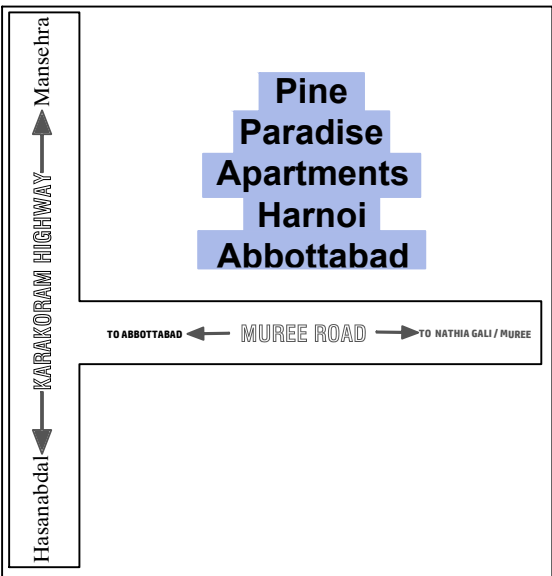 Mansehra
KARAKORAM HIGHWAY
Hasanabdal
Pine
Paradise
Apartments
Harnoi
Abbottabad
TO ABBOTTABAD MUREE ROAD TO NATHIA GALI / MUREE